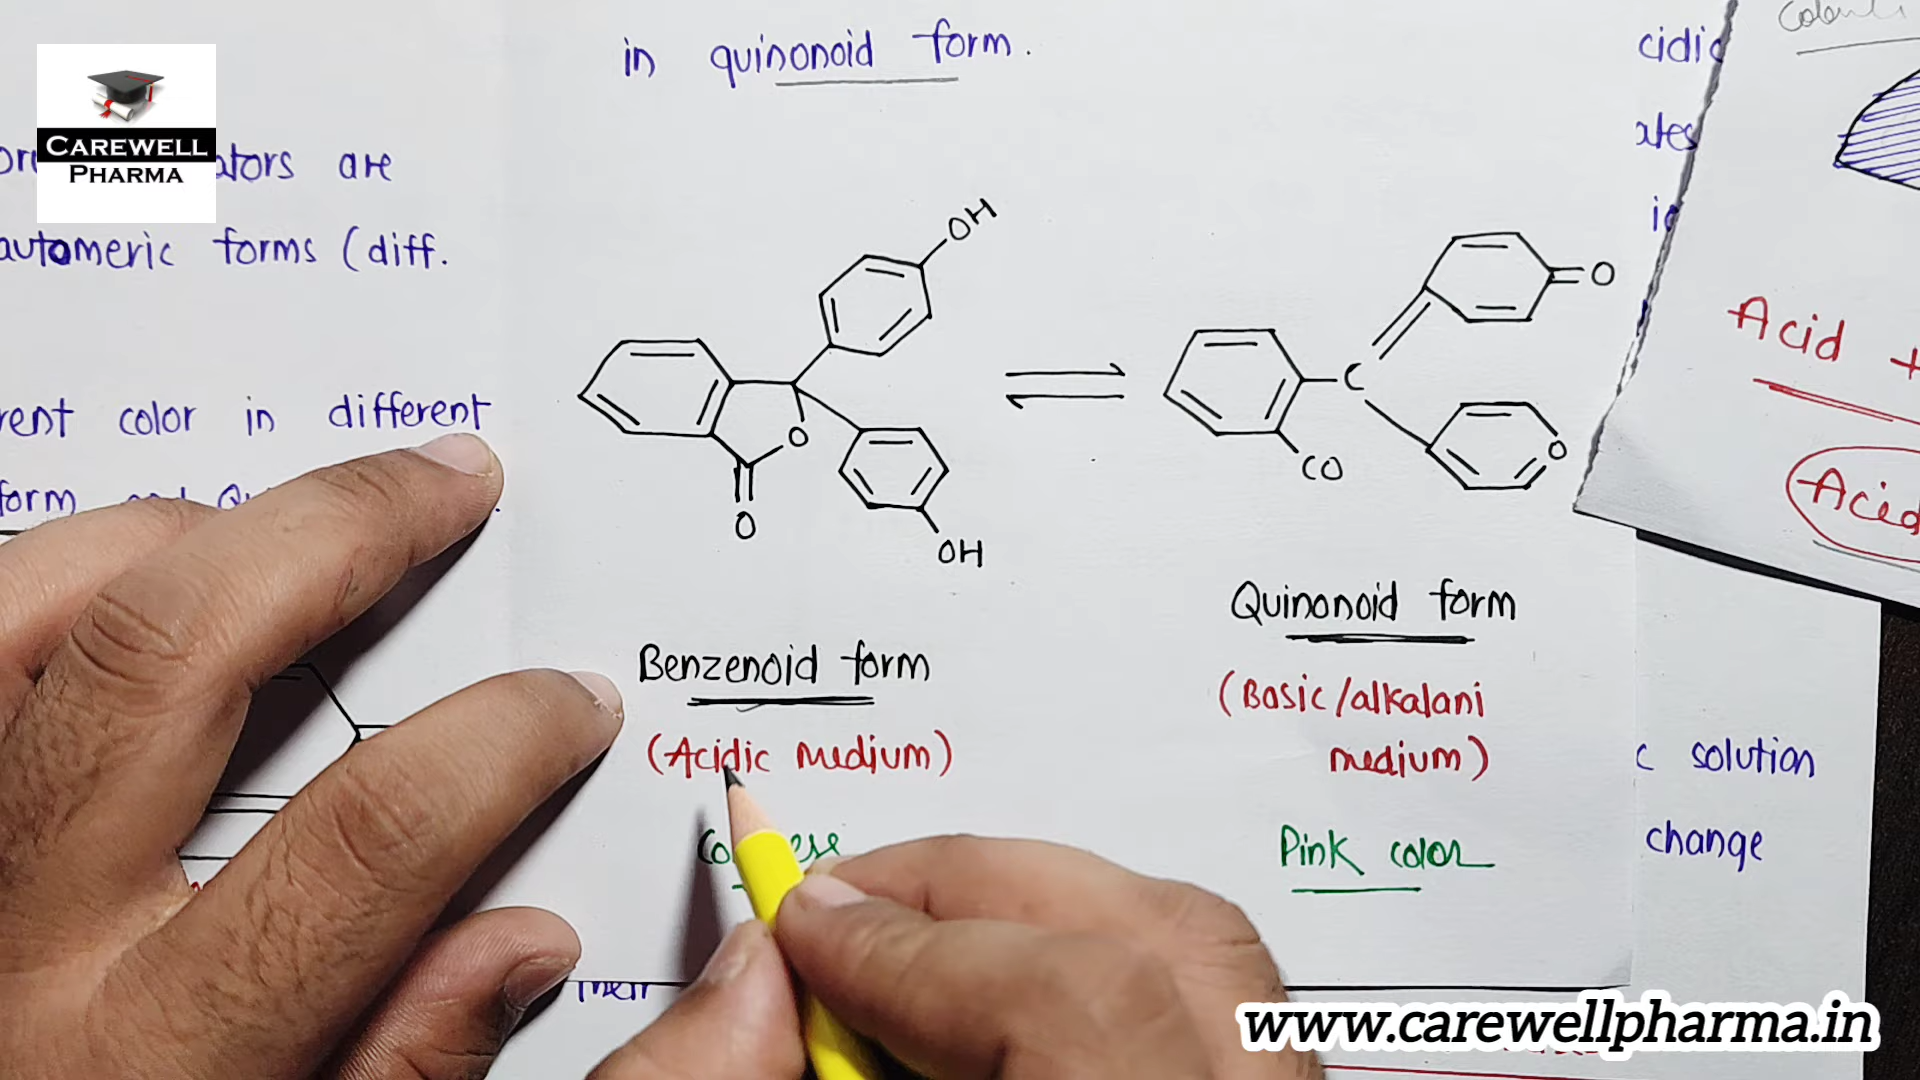 in quinonoid form.
CAREWELL
PHARMA
ators are
automeric forms (diff.
rent color in different
form
OH
O
O
OH
O
C
CO
O
Benzenoid form
(Acidic medium)
Quinonoid form
(Basic/alkalani
medium)
Pink color
cidic
ates
Acid +
Acid
c solution
change
www.carewellpharma.in